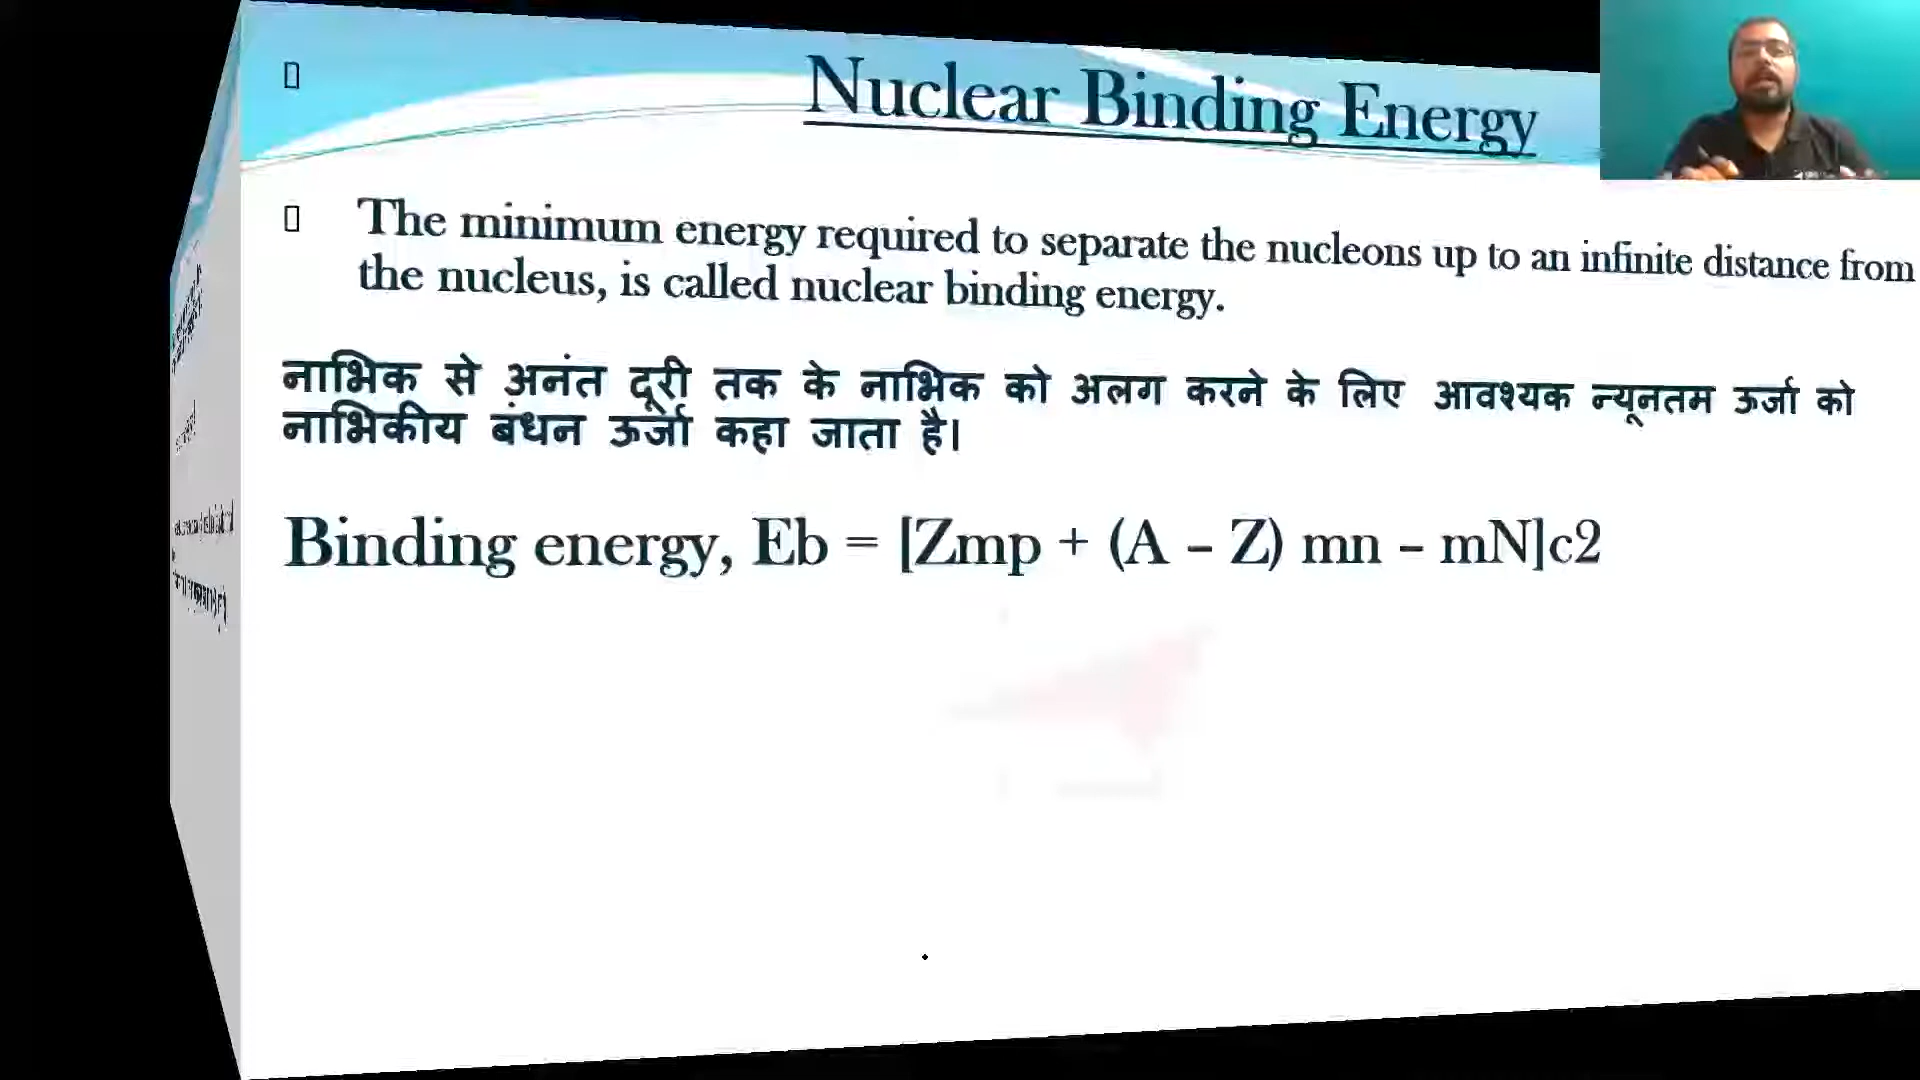 Nuclear Binding Energy
The minimum energy required to separate the nucleons up to an infinite distance from
the nucleus, is called nuclear binding energy.
नाभिक से अनंत दूरी तक के नाभिक को अलग करने के लिए आवश्यक न्यूनतम ऊर्जा को
नाभिकीय बंधन ऊर्जा कहा जाता है।
Binding energy, Eb = [Zmp + (A – Z) mn – mN]c2